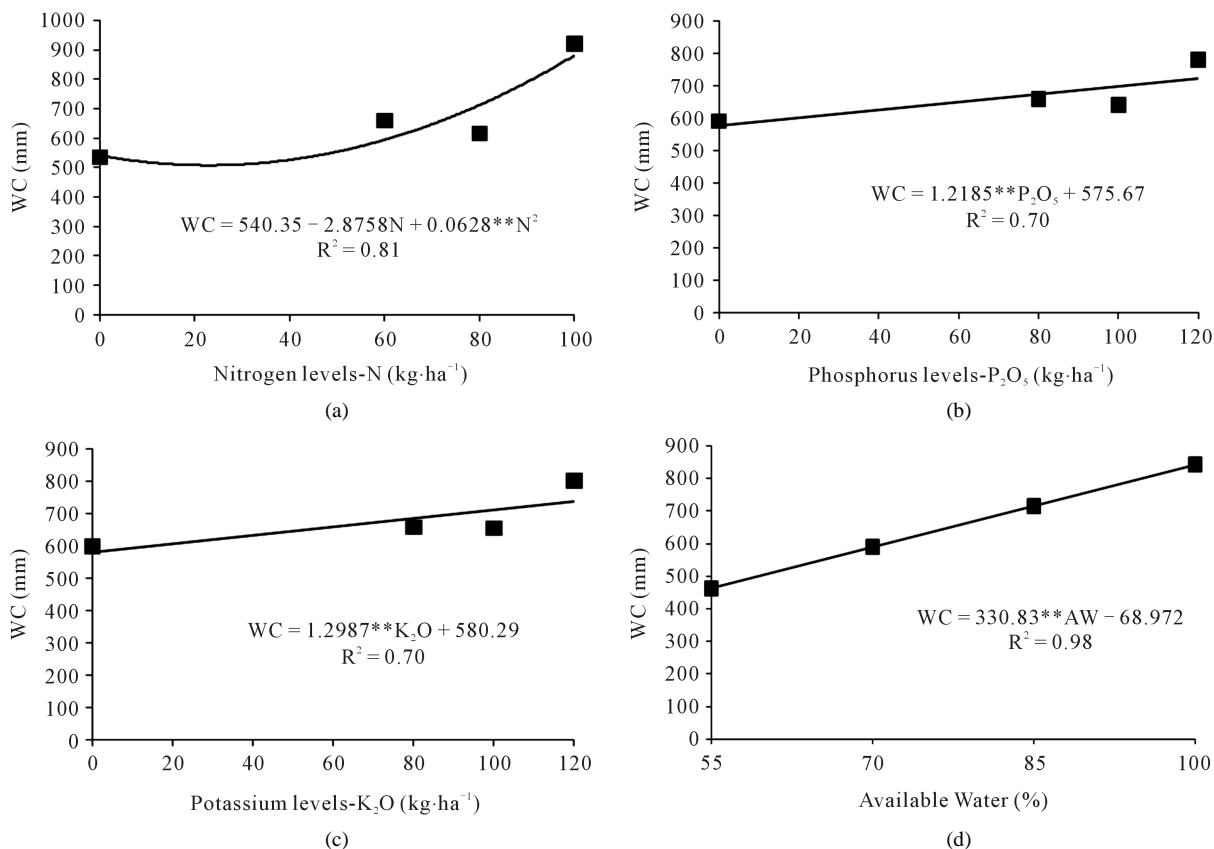 1000
900
800
700
600
500
400
300
200
100
0
WC (mm)
WC = 540.35 − 2.8758N + 0.0628**N²
R² = 0.81
0 20 40 60 80 100
Nitrogen levels-N (kg·ha⁻¹)
(a)
900
800
700
600
500
400
300
200
100
0
WC (mm)
WC = 1.2185**P₂O₅ + 575.67
R² = 0.70
0 20 40 60 80 100 120
Phosphorus levels-P₂O₅ (kg·ha⁻¹)
(b)
900
800
700
600
500
400
300
200
100
0
WC (mm)
WC = 1.2987**K₂O + 580.29
R² = 0.70
0 20 40 60 80 100 120
Potassium levels-K₂O (kg·ha⁻¹)
(c)
900
800
700
600
500
400
300
200
100
0
WC (mm)
WC = 330.83**AW − 68.972
R² = 0.98
55 70 85 100
Available Water (%)
(d)